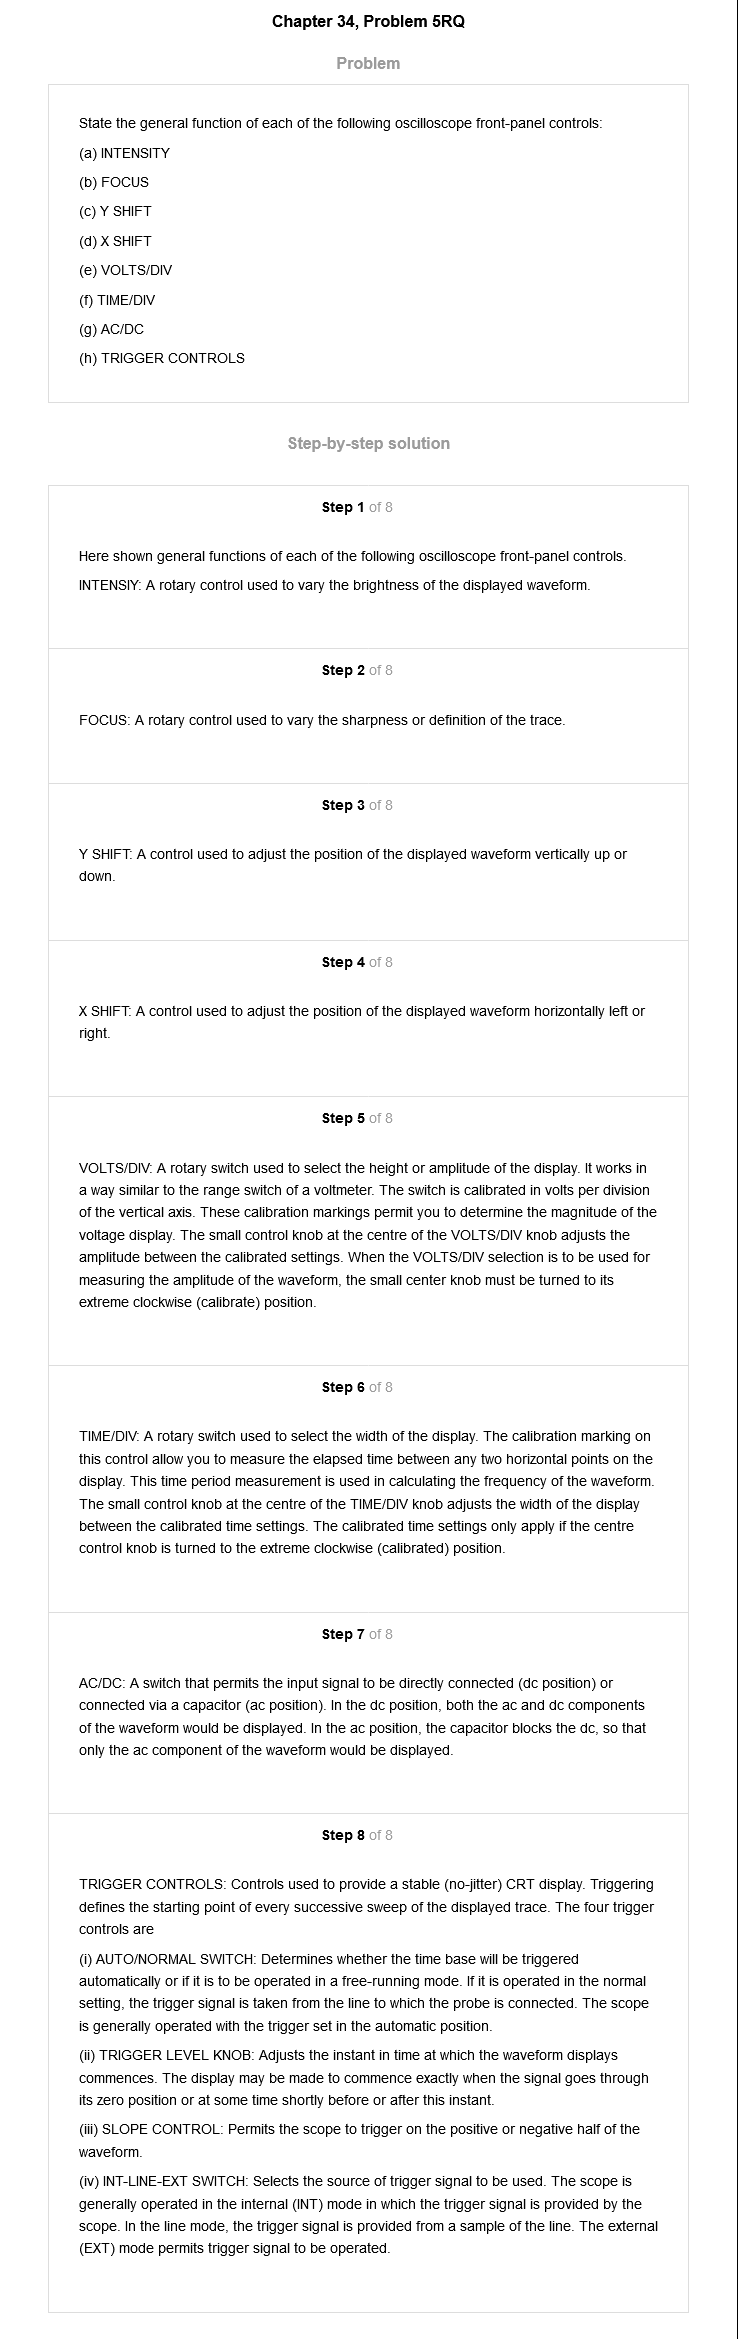 Chapter 34, Problem 5RQ
Problem
State the general function of each of the following oscilloscope front-panel controls:
(a) INTENSITY
(b) FOCUS
(c) Y SHIFT
(d) X SHIFT
(e) VOLTS/DIV
(f) TIME/DIV
(g) AC/DC
(h) TRIGGER CONTROLS
Step-by-step solution
Step 1 of 8
Here shown general functions of each of the following oscilloscope front-panel controls.
INTENSIY: A rotary control used to vary the brightness of the displayed waveform.
Step 2 of 8
FOCUS: A rotary control used to vary the sharpness or definition of the trace.
Step 3 of 8
Y SHIFT: A control used to adjust the position of the displayed waveform vertically up or
down.
Step 4 of 8
X SHIFT: A control used to adjust the position of the displayed waveform horizontally left or
right.
Step 5 of 8
VOLTS/DIV: A rotary switch used to select the height or amplitude of the display. It works in
a way similar to the range switch of a voltmeter. The switch is calibrated in volts per division
of the vertical axis. These calibration markings permit you to determine the magnitude of the
voltage display. The small control knob at the centre of the VOLTS/DIV knob adjusts the
amplitude between the calibrated settings. When the VOLTS/DIV selection is to be used for
measuring the amplitude of the waveform, the small center knob must be turned to its
extreme clockwise (calibrate) position.
Step 6 of 8
TIME/DIV: A rotary switch used to select the width of the display. The calibration marking on
this control allow you to measure the elapsed time between any two horizontal points on the
display. This time period measurement is used in calculating the frequency of the waveform.
The small control knob at the centre of the TIME/DIV knob adjusts the width of the display
between the calibrated time settings. The calibrated time settings only apply if the centre
control knob is turned to the extreme clockwise (calibrated) position.
Step 7 of 8
AC/DC: A switch that permits the input signal to be directly connected (dc position) or
connected via a capacitor (ac position). In the dc position, both the ac and dc components
of the waveform would be displayed. In the ac position, the capacitor blocks the dc, so that
only the ac component of the waveform would be displayed.
Step 8 of 8
TRIGGER CONTROLS: Controls used to provide a stable (no-jitter) CRT display. Triggering
defines the starting point of every successive sweep of the displayed trace. The four trigger
controls are
(i) AUTO/NORMAL SWITCH: Determines whether the time base will be triggered
automatically or if it is to be operated in a free-running mode. If it is operated in the normal
setting, the trigger signal is taken from the line to which the probe is connected. The scope
is generally operated with the trigger set in the automatic position.
(ii) TRIGGER LEVEL KNOB: Adjusts the instant in time at which the waveform displays
commences. The display may be made to commence exactly when the signal goes through
its zero position or at some time shortly before or after this instant.
(iii) SLOPE CONTROL: Permits the scope to trigger on the positive or negative half of the
waveform.
(iv) INT-LINE-EXT SWITCH: Selects the source of trigger signal to be used. The scope is
generally operated in the internal (INT) mode in which the trigger signal is provided by the
scope. In the line mode, the trigger signal is provided from a sample of the line. The external
(EXT) mode permits trigger signal to be operated.